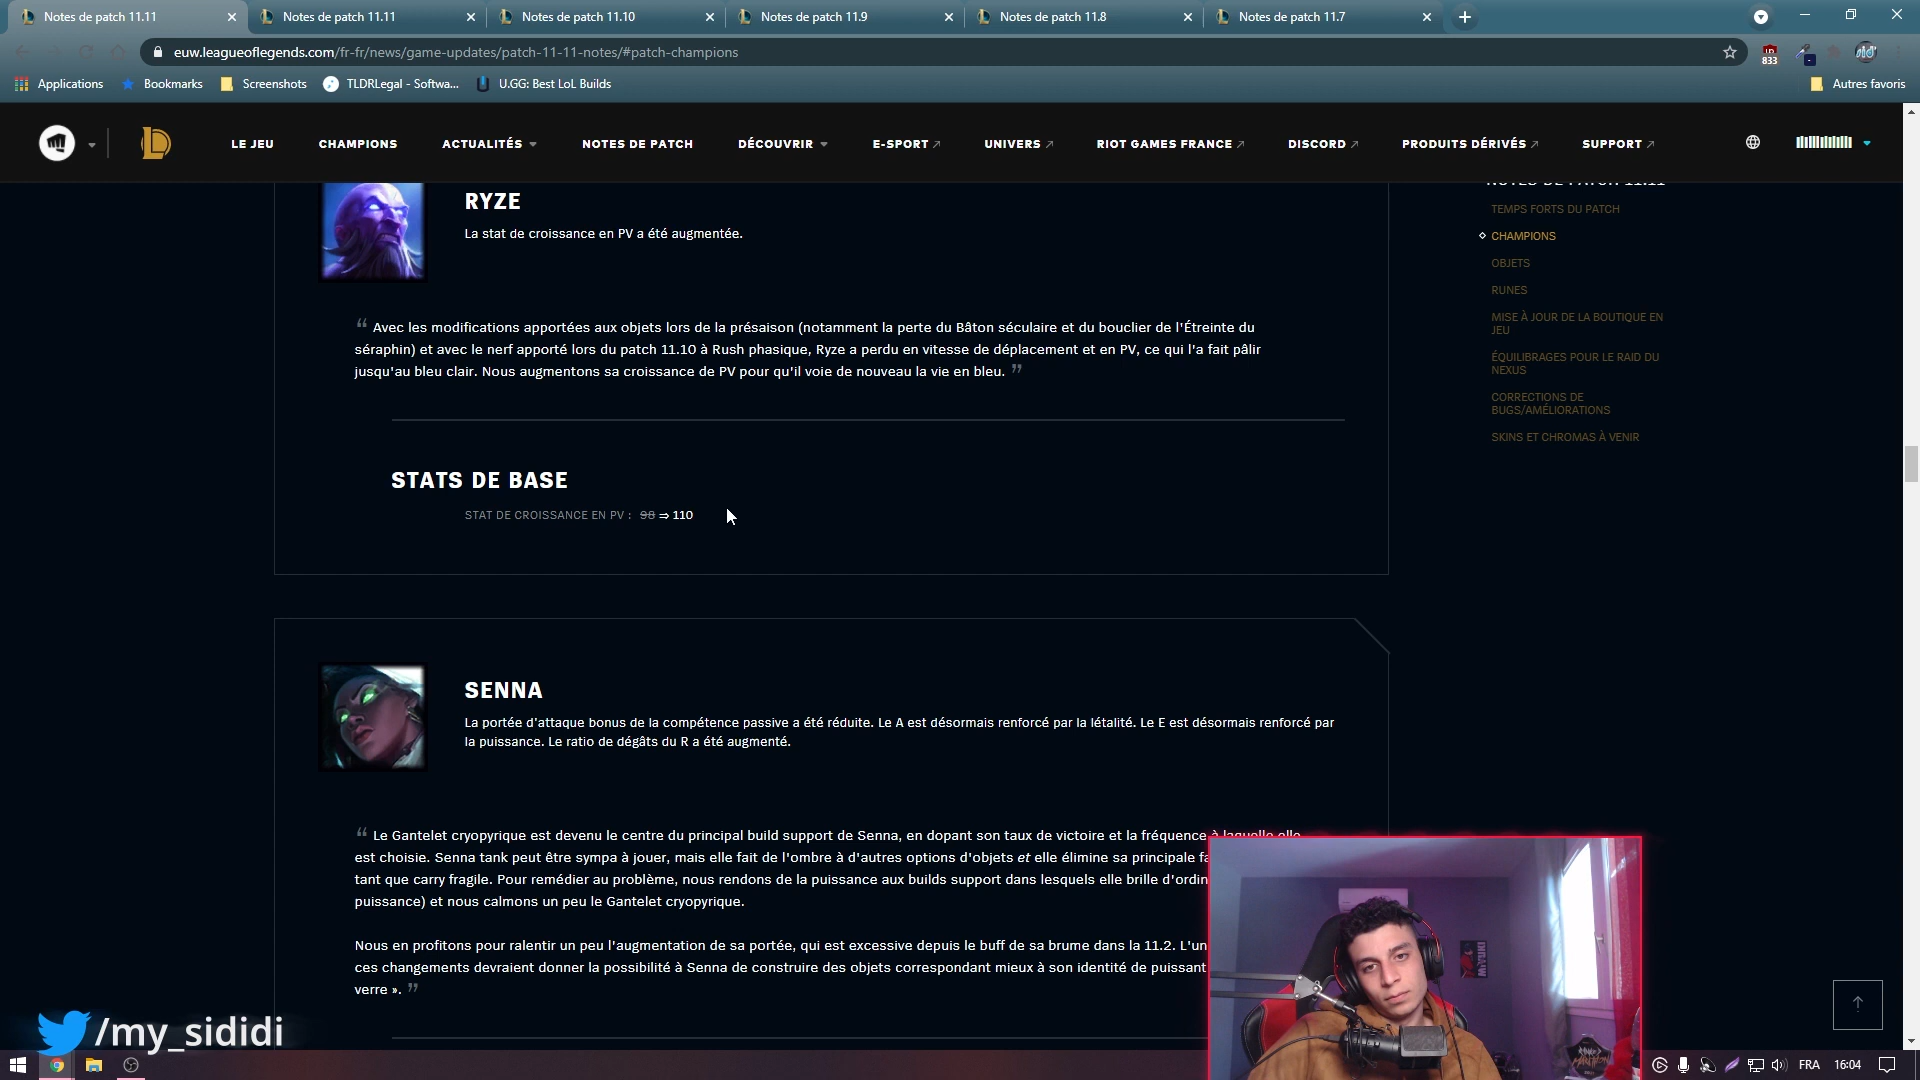 Notes de patch 11.11
Notes de patch 11.11
Notes de patch 11.10
Notes de patch 11.9
Notes de patch 11.8
Notes de patch 11.7
euw.leagueoflegends.com/fr-fr/news/game-updates/patch-11-11-notes/#patch-champions
833
Applications
Bookmarks
Screenshots
TLDRLegal - Softwa...
U.GG: Best LoL Builds
Autres favoris
LE JEU
CHAMPIONS
ACTUALITÉS
NOTES DE PATCH
DÉCOUVRIR
E-SPORT
UNIVERS
RIOT GAMES FRANCE
DISCORD
PRODUITS DÉRIVÉS
SUPPORT
RYZE
La stat de croissance en PV a été augmentée.
“ Avec les modifications apportées aux objets lors de la présaison (notamment la perte du Bâton séculaire et du bouclier de l'Étreinte du
séraphin) et avec le nerf apporté lors du patch 11.10 à Rush phasique, Ryze a perdu en vitesse de déplacement et en PV, ce qui l'a fait pâlir
jusqu'au bleu clair. Nous augmentons sa croissance de PV pour qu'il voie de nouveau la vie en bleu. ”
STATS DE BASE
STAT DE CROISSANCE EN PV : 98 ⇒ 110
SENNA
La portée d'attaque bonus de la compétence passive a été réduite. Le A est désormais renforcé par la létalité. Le E est désormais renforcé par
la puissance. Le ratio de dégâts du R a été augmenté.
“ Le Gantelet cryopyrique est devenu le centre du principal build support de Senna, en dopant son taux de victoire et la fréquence à laquelle elle
est choisie. Senna tank peut être sympa à jouer, mais elle fait de l'ombre à d'autres options d'objets et elle élimine sa principale
tant que carry fragile. Pour remédier au problème, nous rendons de la puissance aux builds support dans lesquels elle brille
puissance) et nous calmons un peu le Gantelet cryopyrique.
Nous en profitons pour ralentir un peu l'augmentation de sa portée, qui est excessive depuis le buff de sa brume dans la 11.2.
ces changements devraient donner la possibilité à Senna de construire des objets correspondant mieux à son identité de
verre ». ”
NOTES DE PATCH 11.11
TEMPS FORTS DU PATCH
CHAMPIONS
OBJETS
RUNES
MISE À JOUR DE LA BOUTIQUE EN
JEU
ÉQUILIBRAGES POUR LE RAID DU
NEXUS
CORRECTIONS DE
BUGS/AMÉLIORATIONS
SKINS ET CHROMAS À VENIR
/my_sididi
FRA
16:04